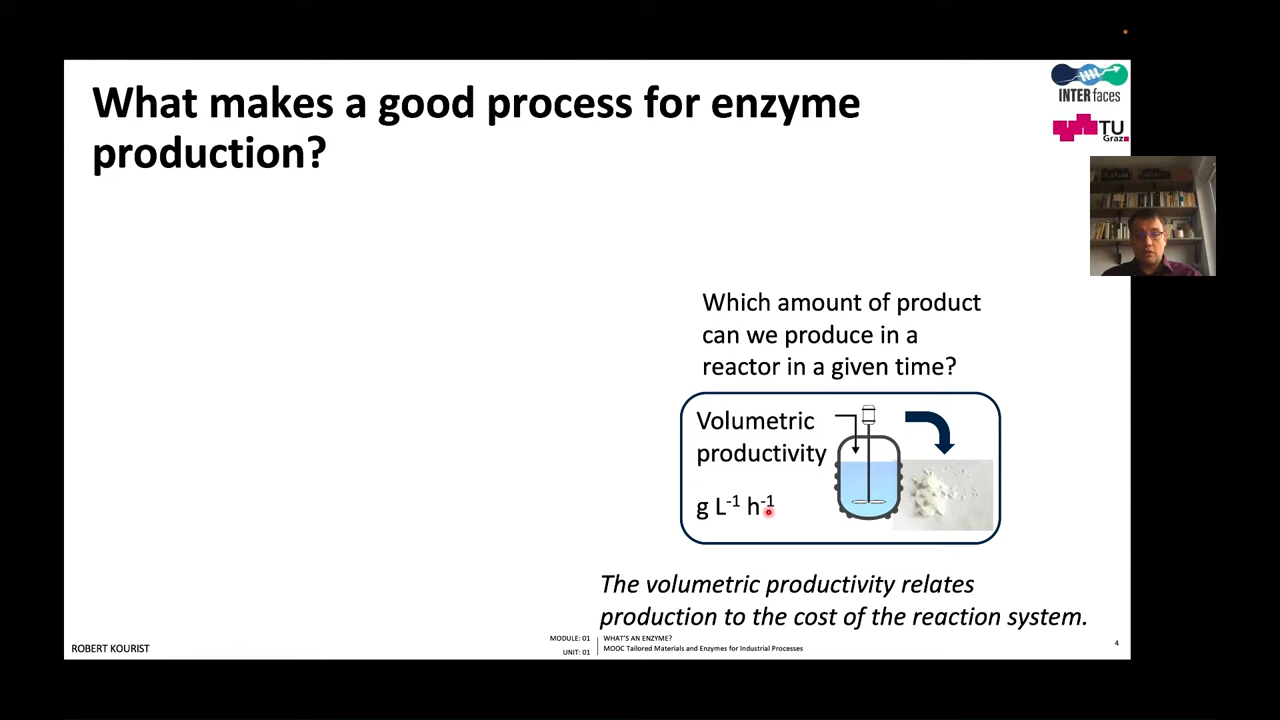 What makes a good process for enzyme
production?
INTERfaces
TU
Graz
Which amount of product
can we produce in a
reactor in a given time?
Volumetric
productivity
g L⁻¹ h⁻¹
The volumetric productivity relates
production to the cost of the reaction system.
ROBERT KOURIST
MODULE: 01
UNIT: 01
WHAT'S AN ENZYME?
MOOC Tailored Materials and Enzymes for Industrial Processes
4